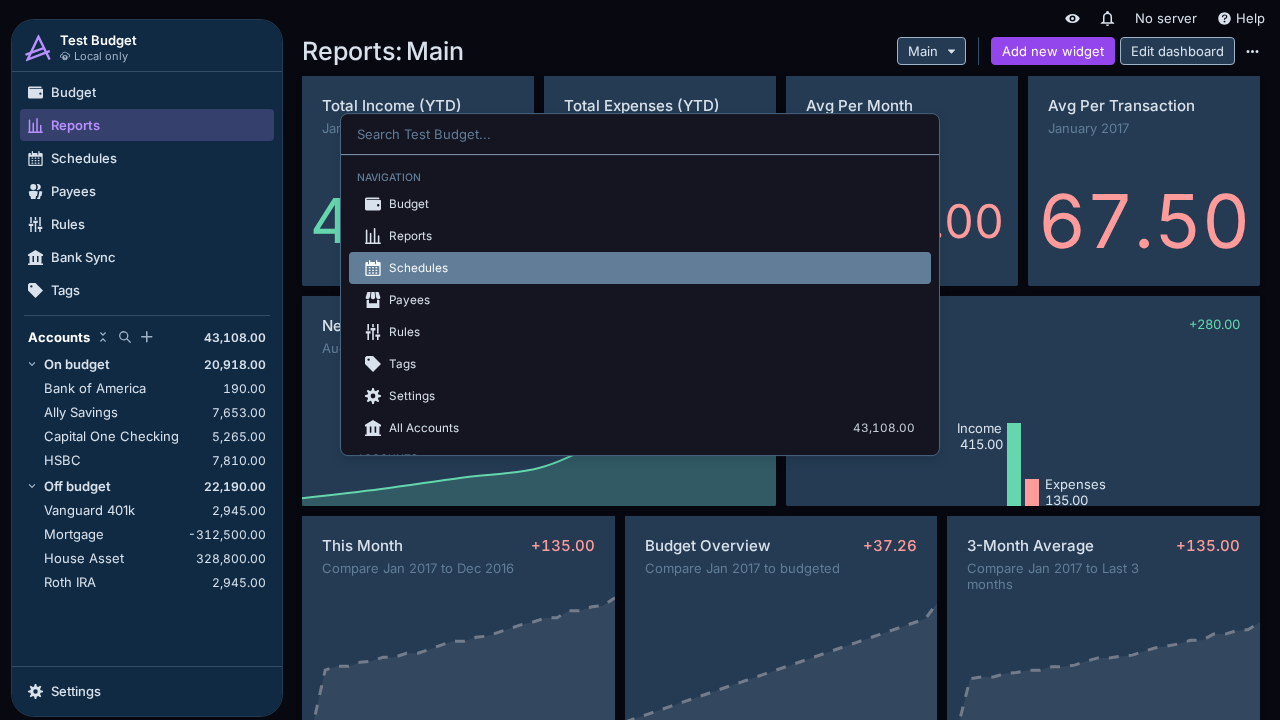 Test Budget
Local only
Budget
Reports
Schedules
Payees
Rules
Bank Sync
Tags
Accounts 43,108.00
On budget 20,918.00
Bank of America 190.00
Ally Savings 7,653.00
Capital One Checking 5,265.00
HSBC 7,810.00
Off budget 22,190.00
Vanguard 401k 2,945.00
Mortgage -312,500.00
House Asset 328,800.00
Roth IRA 2,945.00
Settings
No server
Help
Reports: Main
Main
Add new widget
Edit dashboard
Total Income (YTD)
Total Expenses (YTD)
Avg Per Month
Avg Per Transaction
January 2017
67.50
Search Test Budget...
NAVIGATION
Budget
Reports
Schedules
Payees
Rules
Tags
Settings
All Accounts 43,108.00
+280.00
Income
415.00
Expenses
135.00
This Month +135.00
Compare Jan 2017 to Dec 2016
Budget Overview +37.26
Compare Jan 2017 to budgeted
3-Month Average +135.00
Compare Jan 2017 to Last 3
months